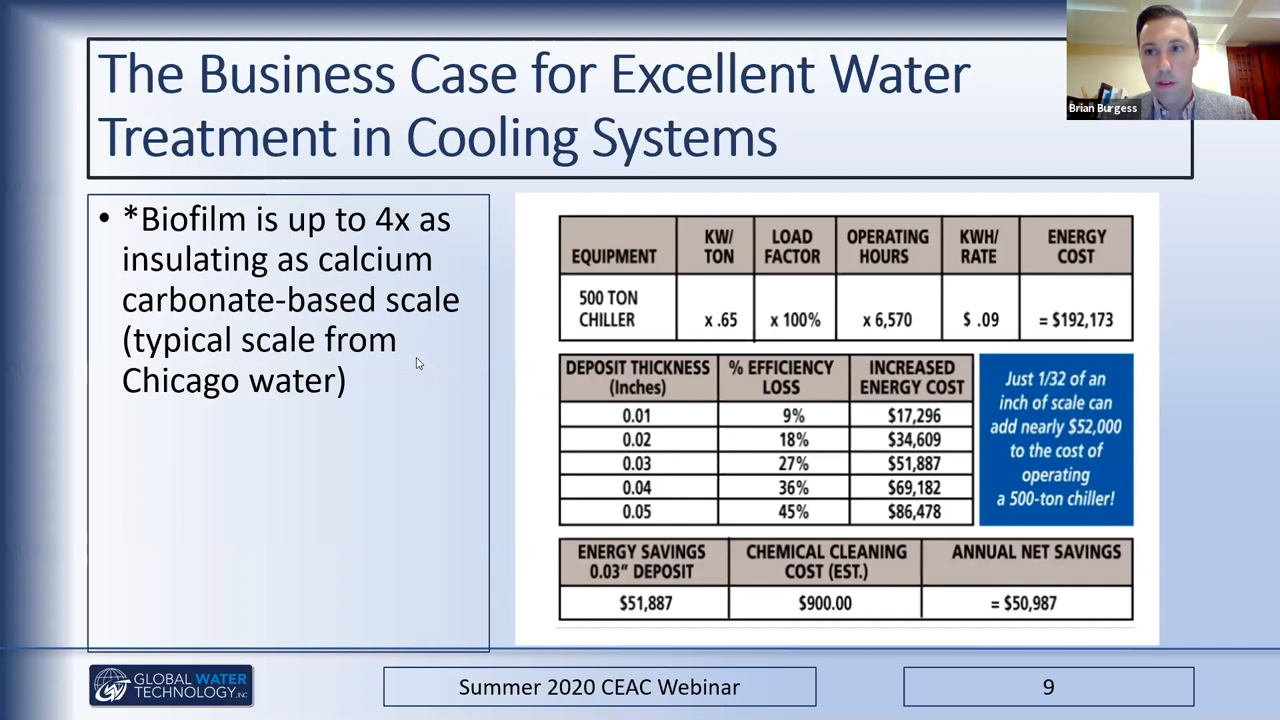 The Business Case for Excellent Water
Treatment in Cooling Systems
Brian Burgess
• *Biofilm is up to 4x as
insulating as calcium
carbonate-based scale
(typical scale from
Chicago water)
EQUIPMENT KW/ TON LOAD FACTOR OPERATING HOURS KWH/ RATE ENERGY COST
500 TON CHILLER x .65 x 100% x 6,570 $ .09 = $192,173
DEPOSIT THICKNESS (Inches) % EFFICIENCY LOSS INCREASED ENERGY COST
0.01 9% $17,296
0.02 18% $34,609
0.03 27% $51,887
0.04 36% $69,182
0.05 45% $86,478
Just 1/32 of an
inch of scale can
add nearly $52,000
to the cost of
operating
a 500-ton chiller!
ENERGY SAVINGS 0.03” DEPOSIT CHEMICAL CLEANING COST (EST.) ANNUAL NET SAVINGS
$51,887 $900.00 = $50,987
GLOBAL WATER
TECHNOLOGY, INC
Summer 2020 CEAC Webinar
9